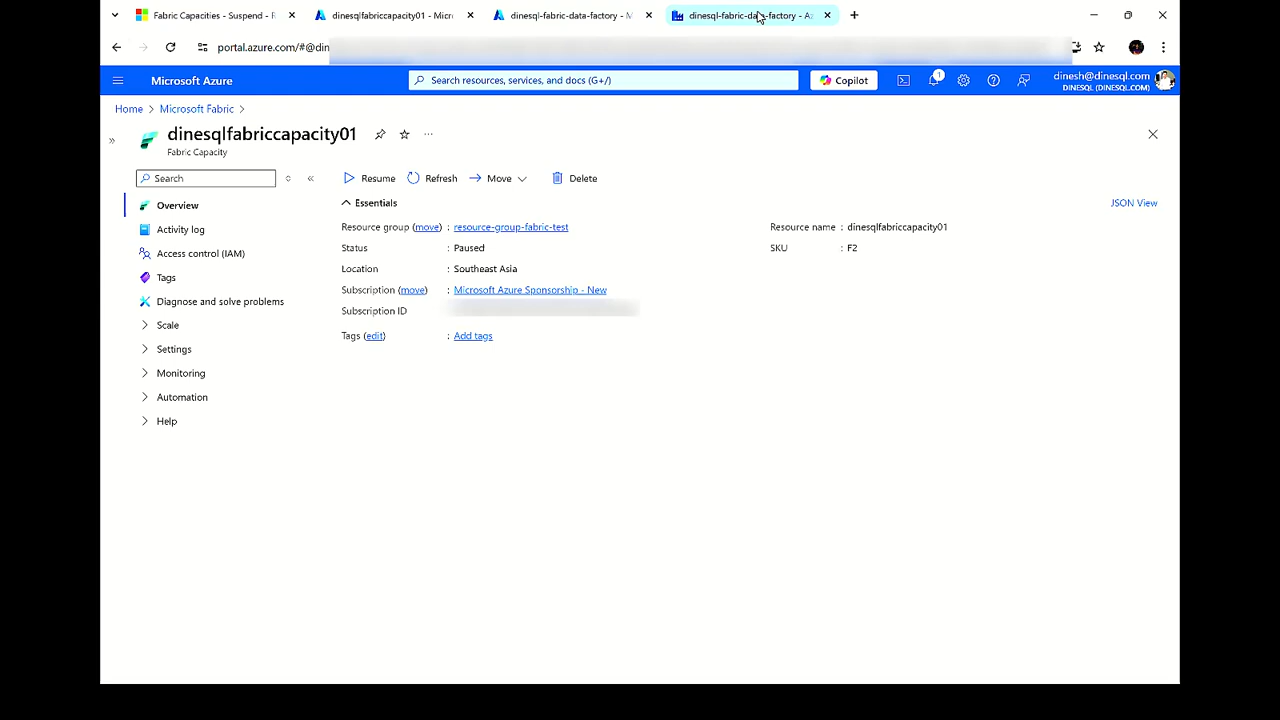 Fabric Capacities - Suspend - R
dinesqlfabriccapacity01 - Micr
dinesql-fabric-data-factory - M
dinesql-fabric-data-factory - Az
portal.azure.com/#@din
Microsoft Azure
Search resources, services, and docs (G+/)
Copilot
1
dinesh@dinesql.com
DINESQL (DINESQL.COM)
Home > Microsoft Fabric >
dinesqlfabriccapacity01
Fabric Capacity
Search
Resume
Refresh
Move
Delete
Overview
Activity log
Access control (IAM)
Tags
Diagnose and solve problems
Scale
Settings
Monitoring
Automation
Help
Essentials
JSON View
Resource group (move) : resource-group-fabric-test
Status : Paused
Location : Southeast Asia
Subscription (move) : Microsoft Azure Sponsorship - New
Subscription ID
Tags (edit) : Add tags
Resource name : dinesqlfabriccapacity01
SKU : F2